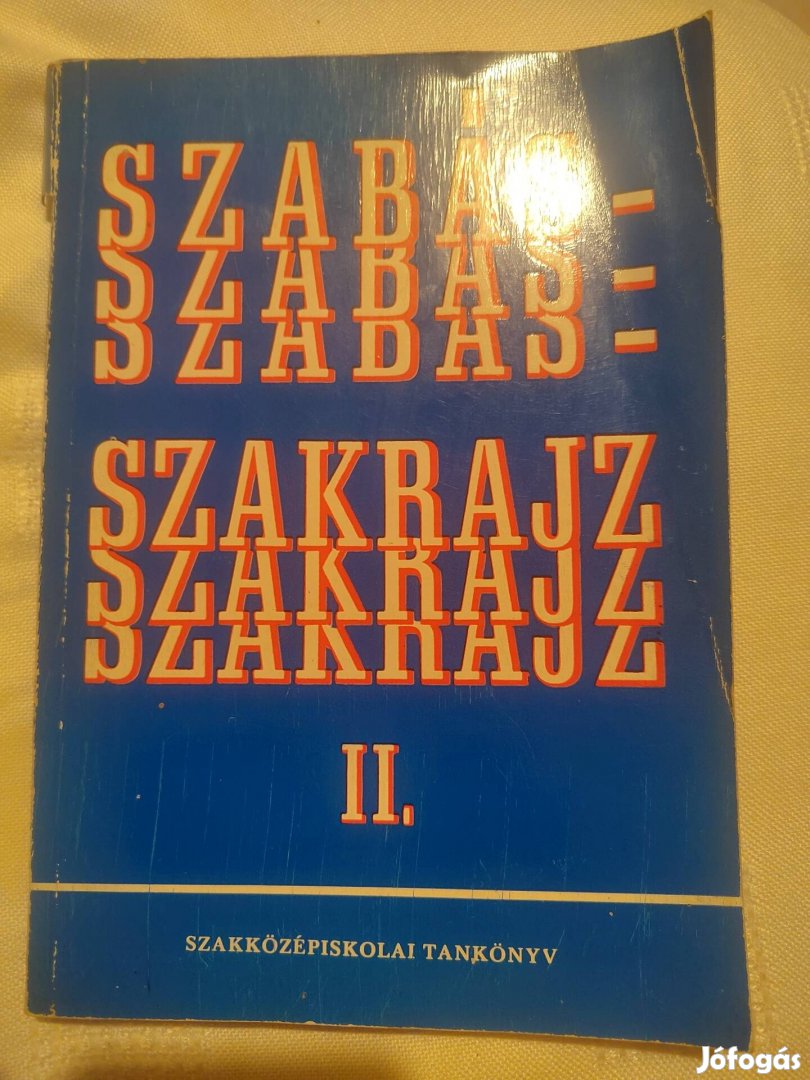 SZABÁS-
SZABÁS-
SZABÁS-
SZAKRAJZ
SZAKRAJZ
SZAKRAJZ
II.
SZAKKÖZÉPISKOLAI TANKÖNYV
Jófogás